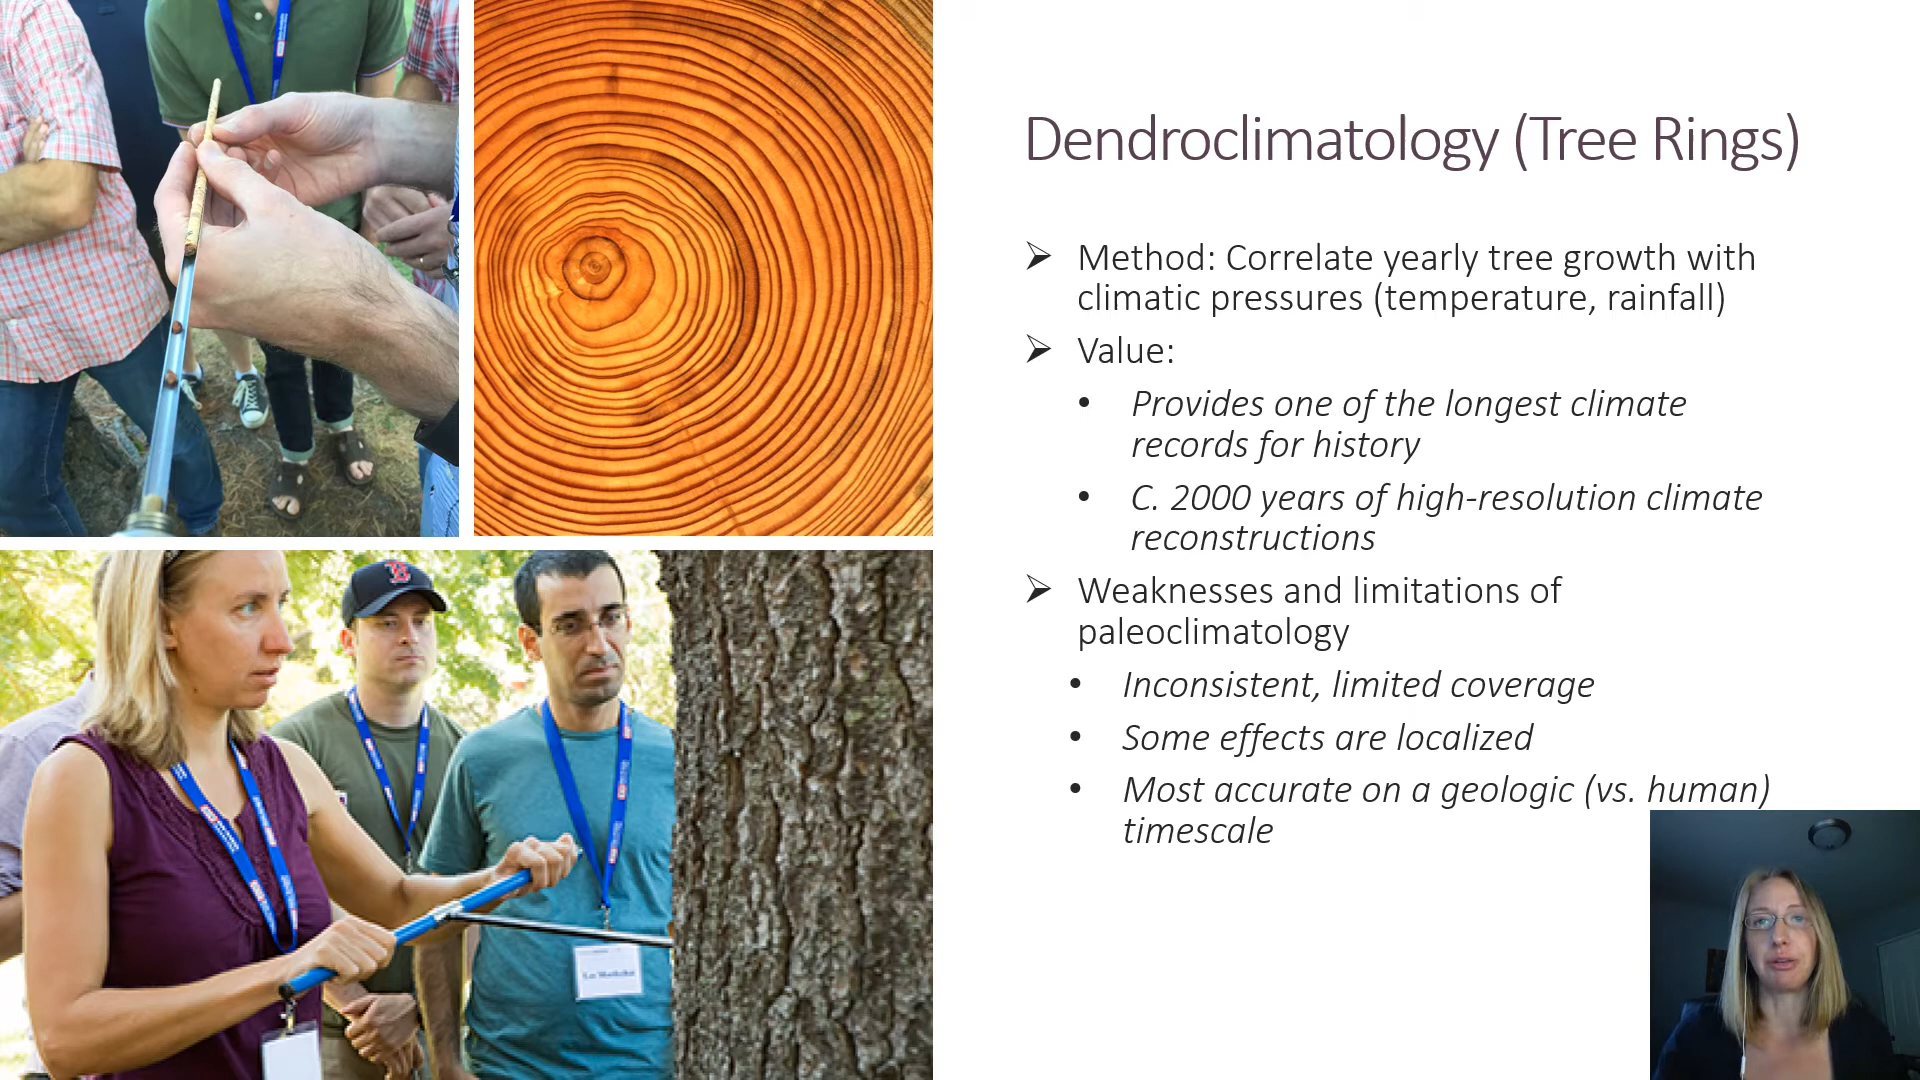 Dendroclimatology (Tree Rings)
Method: Correlate yearly tree growth with
climatic pressures (temperature, rainfall)
Value:
Provides one of the longest climate
records for history
C. 2000 years of high-resolution climate
reconstructions
Weaknesses and limitations of
paleoclimatology
Inconsistent, limited coverage
Some effects are localized
Most accurate on a geologic (vs. human)
timescale
B